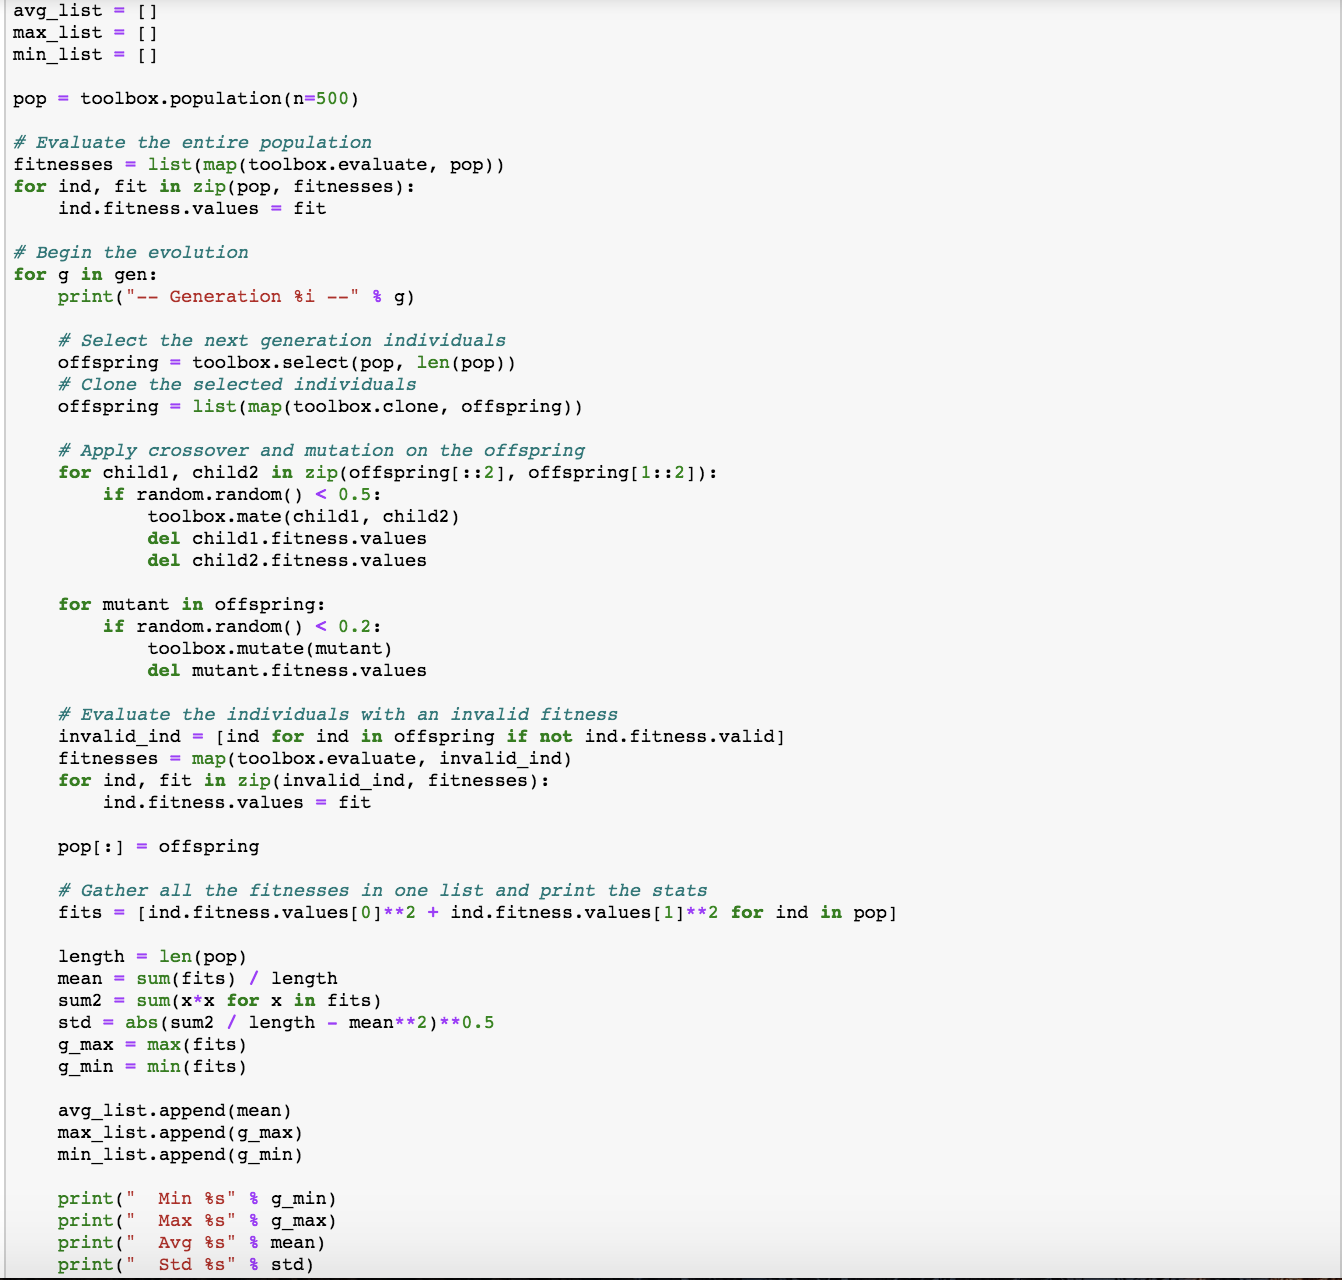 avg_list = []
max_list = []
min_list = []

pop = toolbox.population(n=500)

# Evaluate the entire population
fitnesses = list(map(toolbox.evaluate, pop))
for ind, fit in zip(pop, fitnesses):
    ind.fitness.values = fit

# Begin the evolution
for g in gen:
    print("-- Generation %i --" % g)

    # Select the next generation individuals
    offspring = toolbox.select(pop, len(pop))
    # Clone the selected individuals
    offspring = list(map(toolbox.clone, offspring))

    # Apply crossover and mutation on the offspring
    for child1, child2 in zip(offspring[::2], offspring[1::2]):
        if random.random() < 0.5:
            toolbox.mate(child1, child2)
            del child1.fitness.values
            del child2.fitness.values

    for mutant in offspring:
        if random.random() < 0.2:
            toolbox.mutate(mutant)
            del mutant.fitness.values

    # Evaluate the individuals with an invalid fitness
    invalid_ind = [ind for ind in offspring if not ind.fitness.valid]
    fitnesses = map(toolbox.evaluate, invalid_ind)
    for ind, fit in zip(invalid_ind, fitnesses):
        ind.fitness.values = fit

    pop[:] = offspring

    # Gather all the fitnesses in one list and print the stats
    fits = [ind.fitness.values[0]**2 + ind.fitness.values[1]**2 for ind in pop]

    length = len(pop)
    mean = sum(fits) / length
    sum2 = sum(x*x for x in fits)
    std = abs(sum2 / length - mean**2)**0.5
    g_max = max(fits)
    g_min = min(fits)

    avg_list.append(mean)
    max_list.append(g_max)
    min_list.append(g_min)

    print("  Min %s" % g_min)
    print("  Max %s" % g_max)
    print("  Avg %s" % mean)
    print("  Std %s" % std)